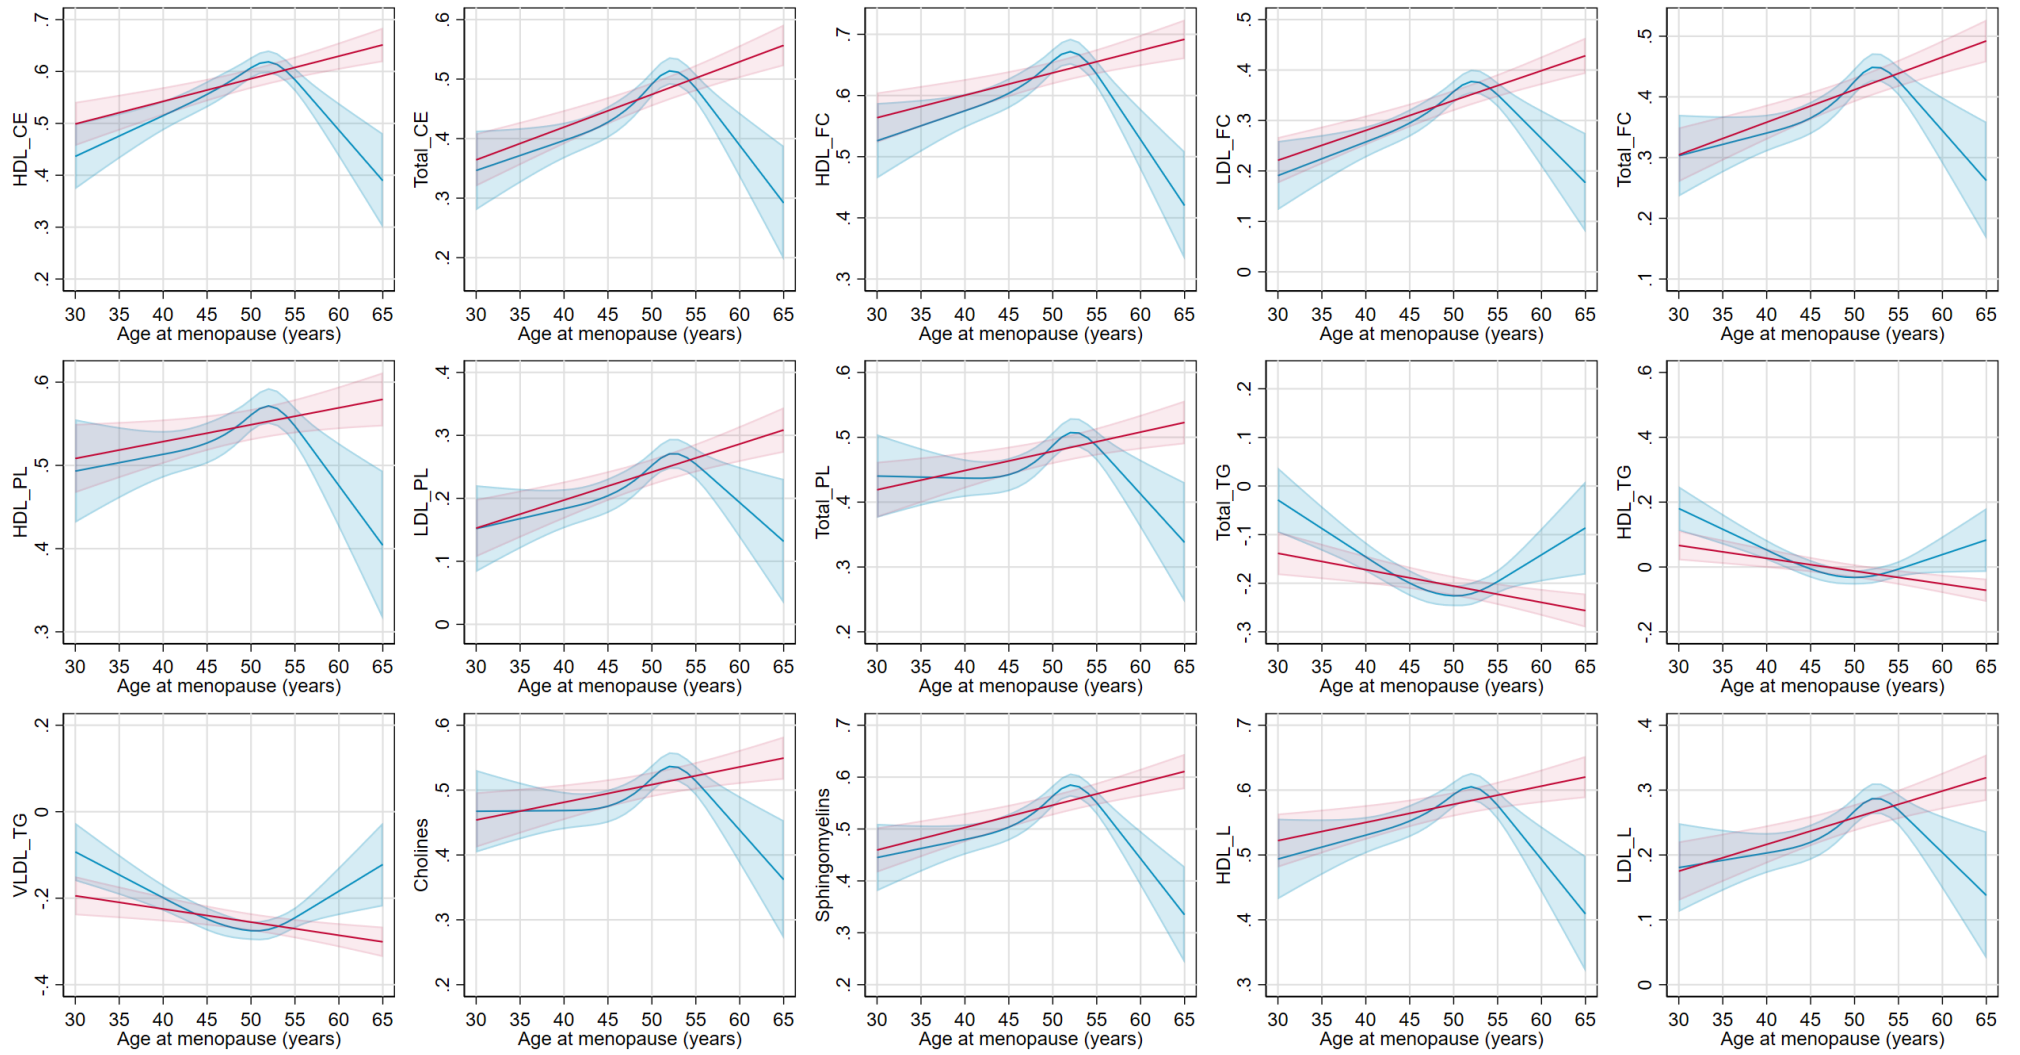 HDL_CE
.2 .3 .4 .5 .6 .7
30 35 40 45 50 55 60 65
Age at menopause (years)
Total_CE
.2 .3 .4 .5 .6
30 35 40 45 50 55 60 65
Age at menopause (years)
HDL_FC
.3 .4 .5 .6 .7
30 35 40 45 50 55 60 65
Age at menopause (years)
LDL_FC
0 .1 .2 .3 .4 .5
30 35 40 45 50 55 60 65
Age at menopause (years)
Total_FC
.1 .2 .3 .4 .5
30 35 40 45 50 55 60 65
Age at menopause (years)
HDL_PL
.3 .4 .5 .6
30 35 40 45 50 55 60 65
Age at menopause (years)
LDL_PL
0 .1 .2 .3 .4
30 35 40 45 50 55 60 65
Age at menopause (years)
Total_PL
.2 .3 .4 .5 .6
30 35 40 45 50 55 60 65
Age at menopause (years)
Total_TG
-.3 -.2 -.1 0 .1 .2
30 35 40 45 50 55 60 65
Age at menopause (years)
HDL_TG
-.2 0 .2 .4 .6
30 35 40 45 50 55 60 65
Age at menopause (years)
VLDL_TG
-.4 -.2 0 .2
30 35 40 45 50 55 60 65
Age at menopause (years)
Cholines
.2 .3 .4 .5 .6
30 35 40 45 50 55 60 65
Age at menopause (years)
Sphingomyelins
.2 .3 .4 .5 .6 .7
30 35 40 45 50 55 60 65
Age at menopause (years)
HDL_L
.3 .4 .5 .6 .7
30 35 40 45 50 55 60 65
Age at menopause (years)
LDL_L
0 .1 .2 .3 .4
30 35 40 45 50 55 60 65
Age at menopause (years)